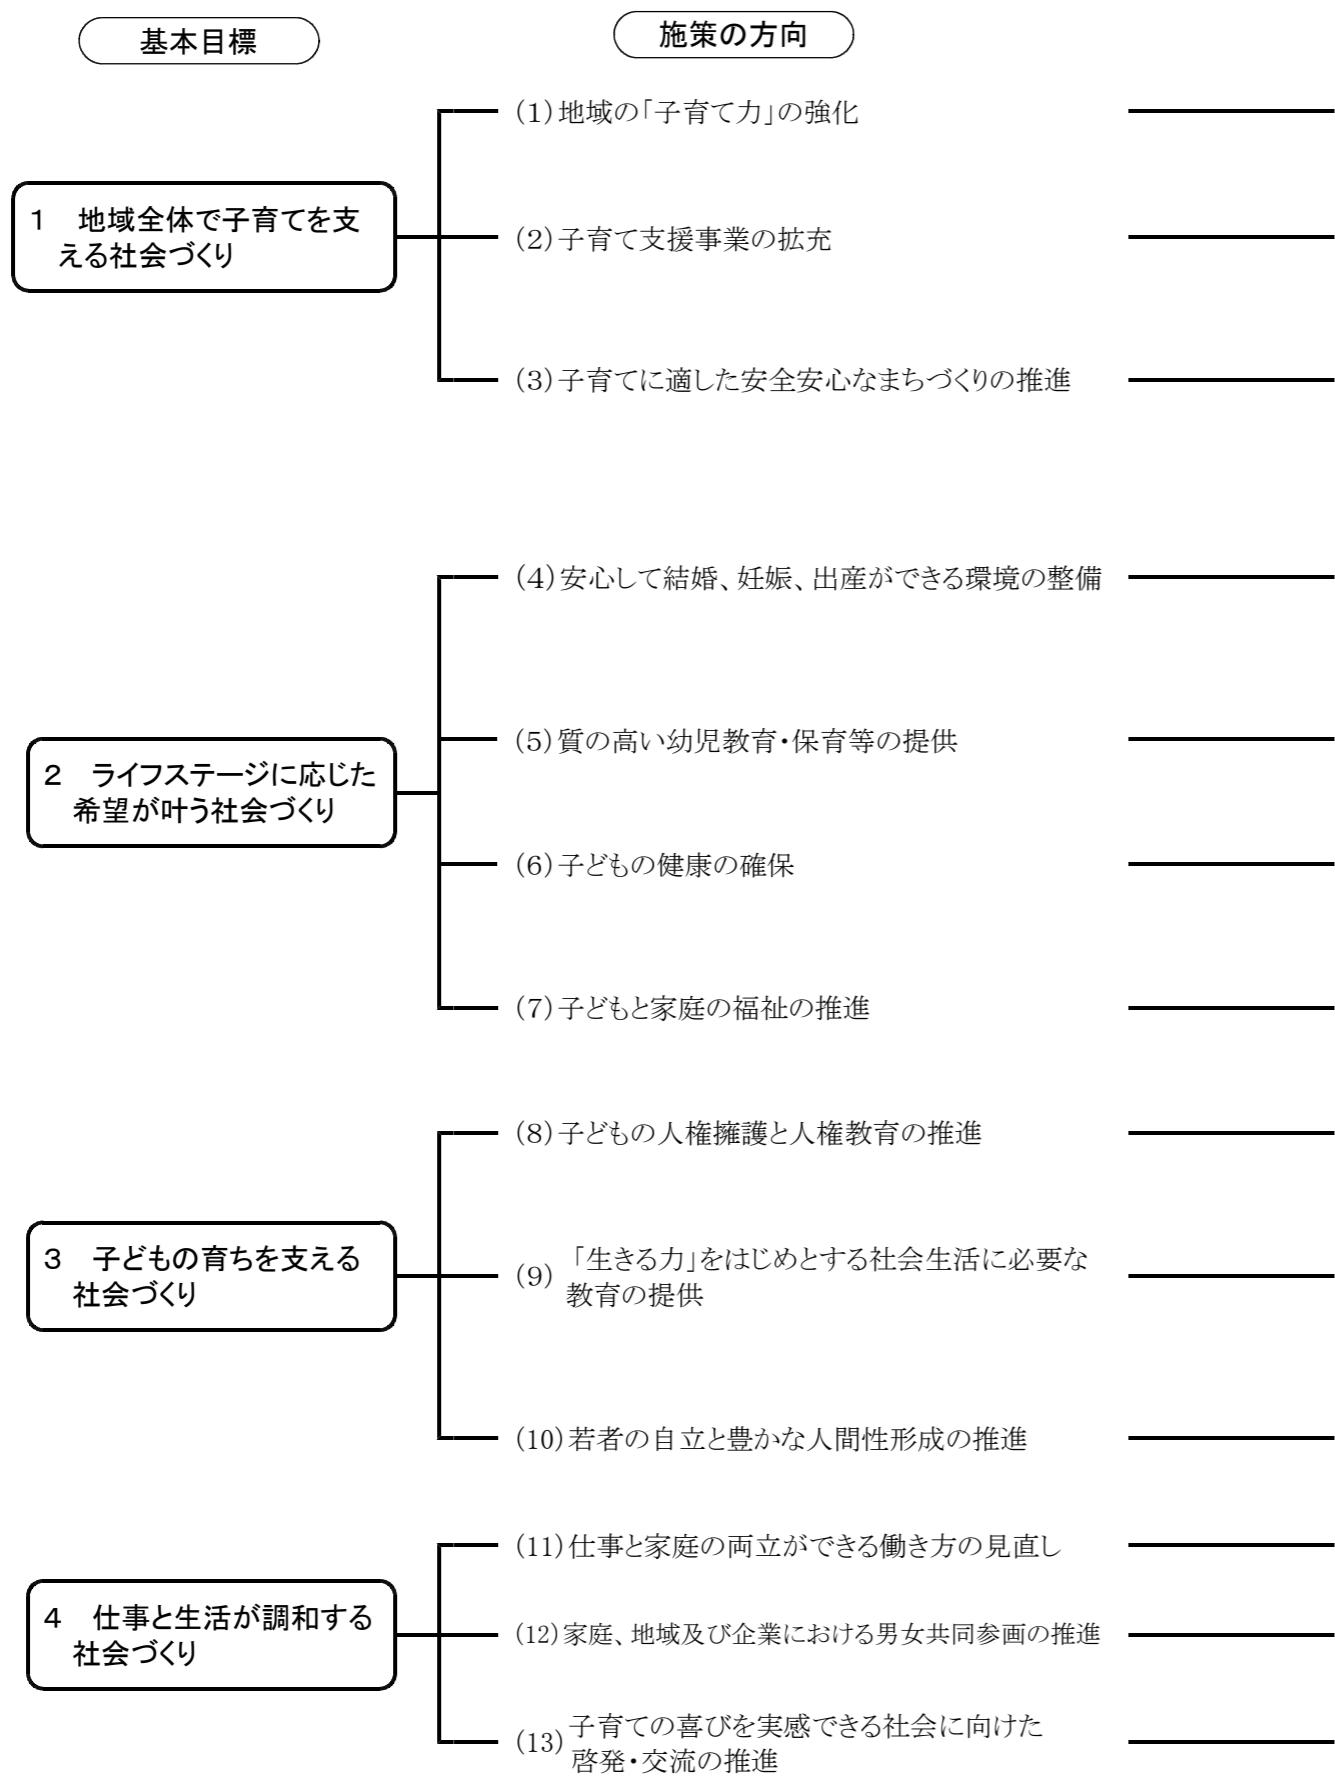 基本目標
施策の方向
1　地域全体で子育てを支
える社会づくり
(1)地域の「子育て力」の強化
(2)子育て支援事業の拡充
(3)子育てに適した安全安心なまちづくりの推進
2　ライフステージに応じた
希望が叶う社会づくり
(4)安心して結婚、妊娠、出産ができる環境の整備
(5)質の高い幼児教育・保育等の提供
(6)子どもの健康の確保
(7)子どもと家庭の福祉の推進
3　子どもの育ちを支える
社会づくり
(8)子どもの人権擁護と人権教育の推進
(9)「生きる力」をはじめとする社会生活に必要な
教育の提供
(10)若者の自立と豊かな人間性形成の推進
4　仕事と生活が調和する
社会づくり
(11)仕事と家庭の両立ができる働き方の見直し
(12)家庭、地域及び企業における男女共同参画の推進
(13)子育ての喜びを実感できる社会に向けた
啓発・交流の推進